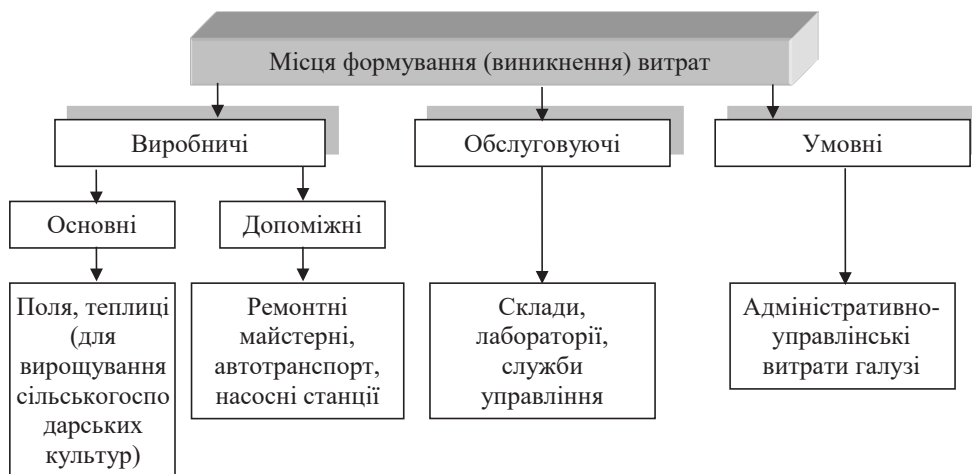 Місця формування (виникнення) витрат
Виробничі
Обслуговуючі
Умовні
Основні
Допоміжні
Поля, теплиці
(для
вирощування
сільськогоспо
дарських
культур)
Ремонтні
майстерні,
автотранспорт,
насосні станції
Склади,
лабораторії,
служби
управління
Адміністративно-
управлінські
витрати галузі